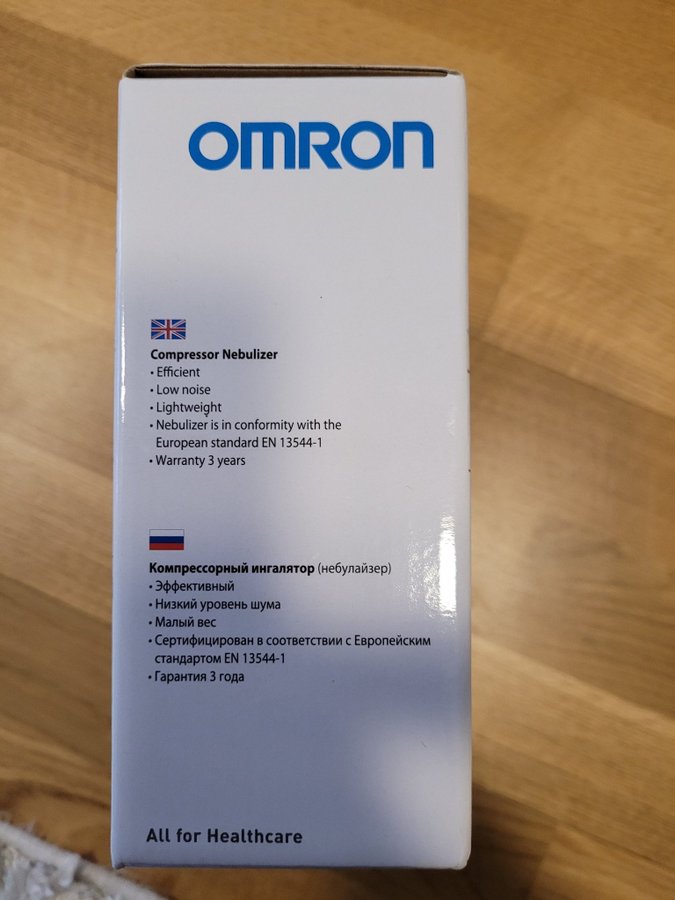 OMRON
Compressor Nebulizer
• Efficient
• Low noise
• Lightweight
• Nebulizer is in conformity with the
European standard EN 13544-1
• Warranty 3 years
Компрессорный ингалятор (небулайзер)
• Эффективный
• Низкий уровень шума
• Малый вес
• Сертифицирован в соответствии с Европейским
стандартом EN 13544-1
• Гарантия 3 года
All for Healthcare